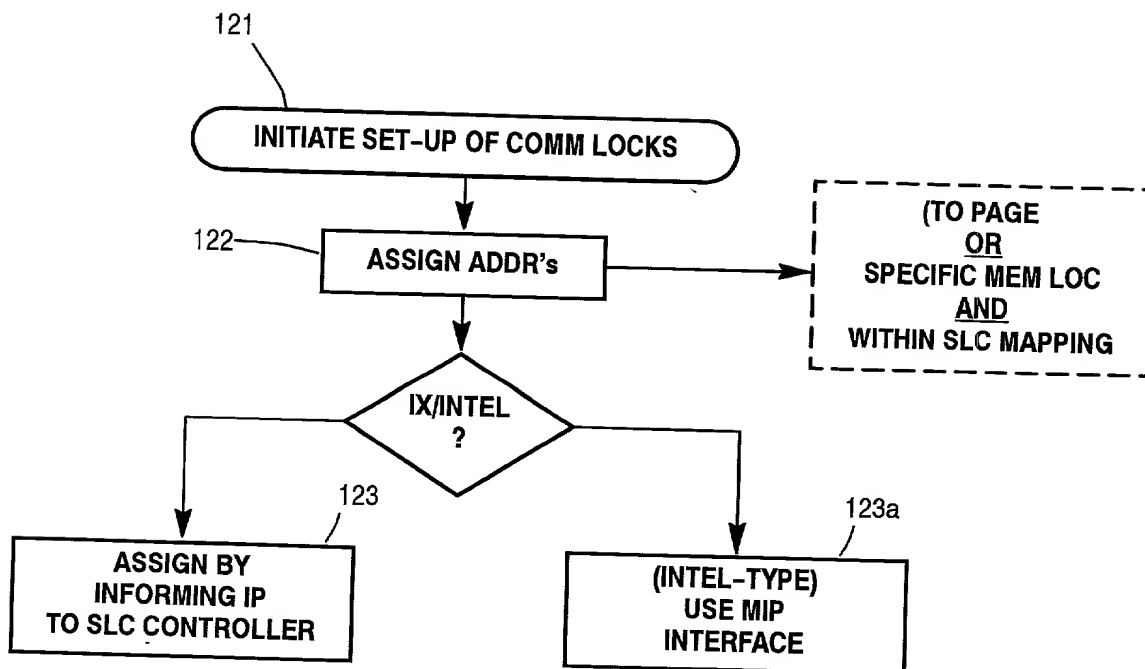 121
INITIATE SET-UP OF COMM LOCKS
122
ASSIGN ADDR's
(TO PAGE
OR
SPECIFIC MEM LOC
AND
WITHIN SLC MAPPING
IX/INTEL
?
123
ASSIGN BY
INFORMING IP
TO SLC CONTROLLER
123a
(INTEL-TYPE)
USE MIP
INTERFACE